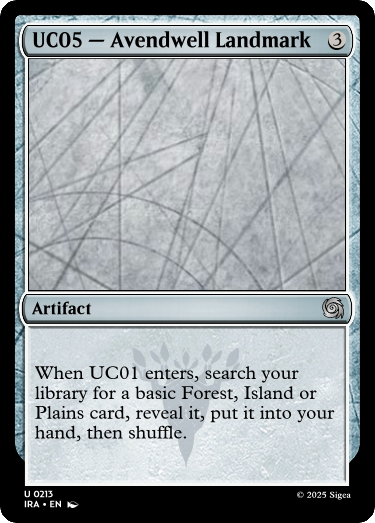 UC05 — Avendwell Landmark 3
Artifact
When UC01 enters, search your
library for a basic Forest, Island or
Plains card, reveal it, put it into your
hand, then shuffle.
U 0213
IRA • EN
© 2025 Sigea